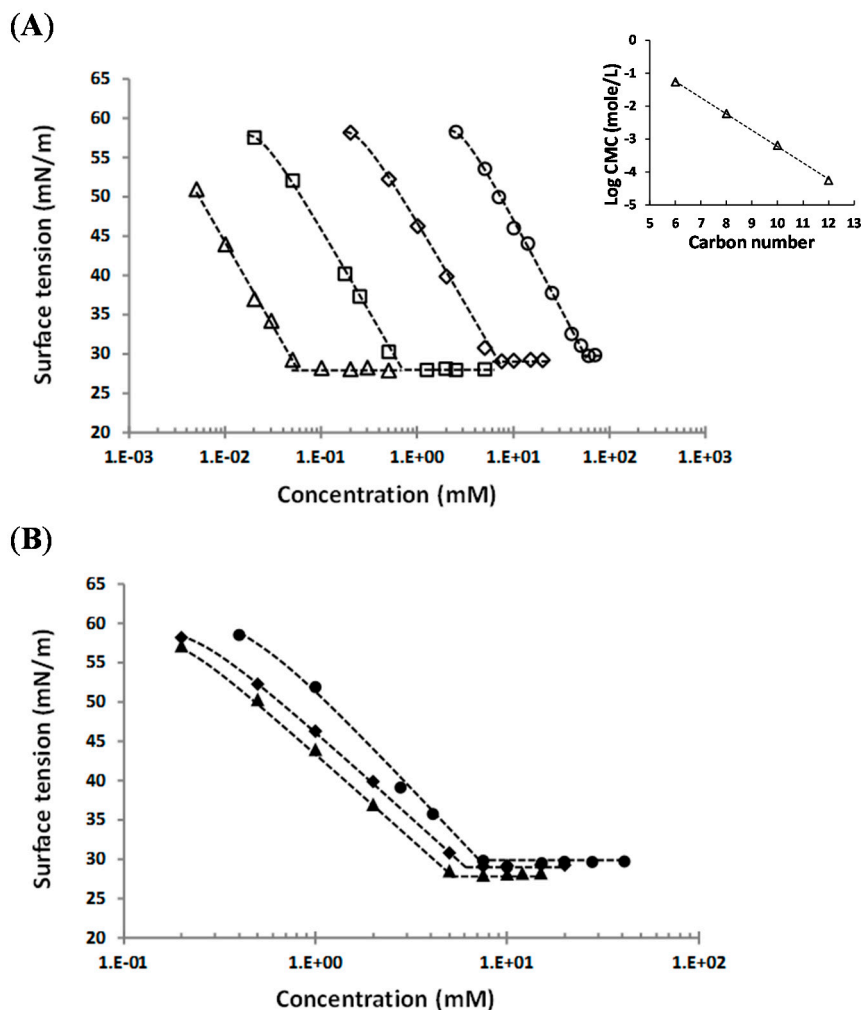 (A)
0
-1
-2
-3
-4
-5
Log CMC (mole/L)
5 6 7 8 9 10 11 12 13
Carbon number
65
60
55
50
45
40
35
30
25
20
Surface tension (mN/m)
1.E-03 1.E-02 1.E-01 1.E+00 1.E+01 1.E+02 1.E+03
Concentration (mM)
(B)
65
60
55
50
45
40
35
30
25
20
Surface tension (mN/m)
1.E-01 1.E+00 1.E+01 1.E+02
Concentration (mM)